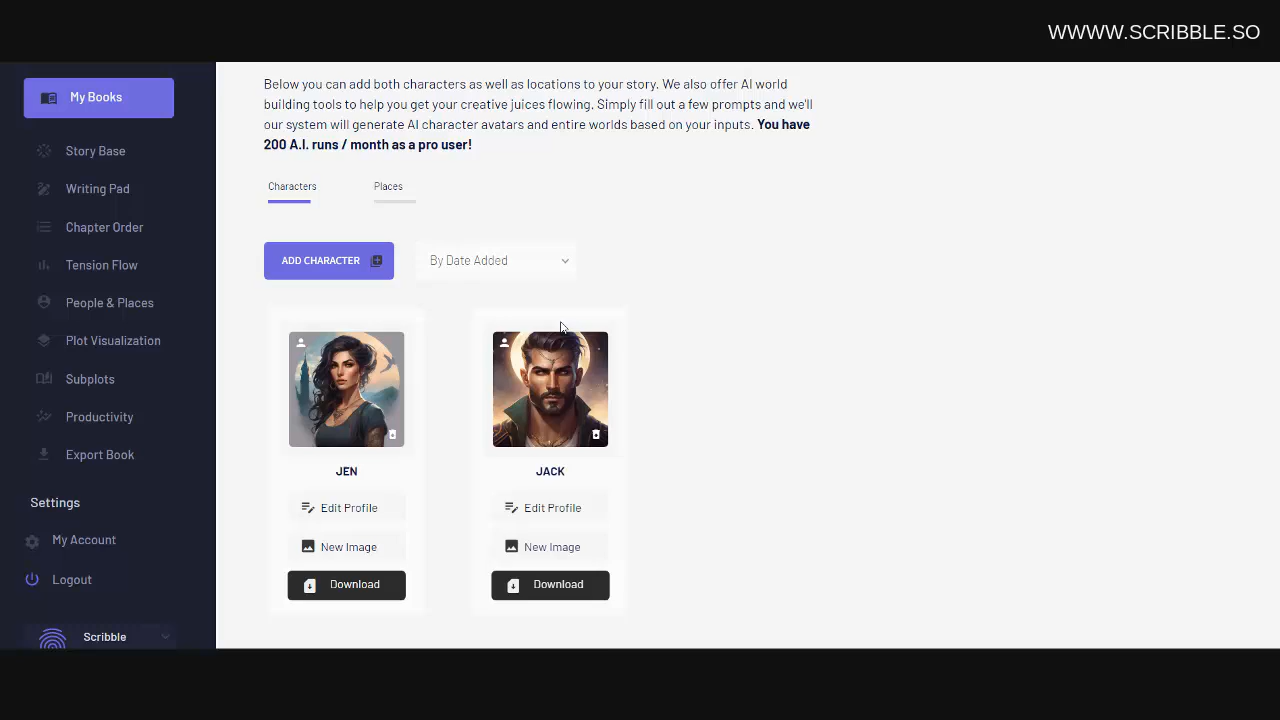 WWWW.SCRIBBLE.SO
My Books
Story Base
Writing Pad
Chapter Order
Tension Flow
People & Places
Plot Visualization
Subplots
Productivity
Export Book
Settings
My Account
Logout
Scribble
Below you can add both characters as well as locations to your story. We also offer AI world
building tools to help you get your creative juices flowing. Simply fill out a few prompts and we'll
our system will generate AI character avatars and entire worlds based on your inputs. You have
200 A.I. runs / month as a pro user!
Characters Places
ADD CHARACTER By Date Added
JEN JACK
Edit Profile Edit Profile
New Image New Image
Download Download